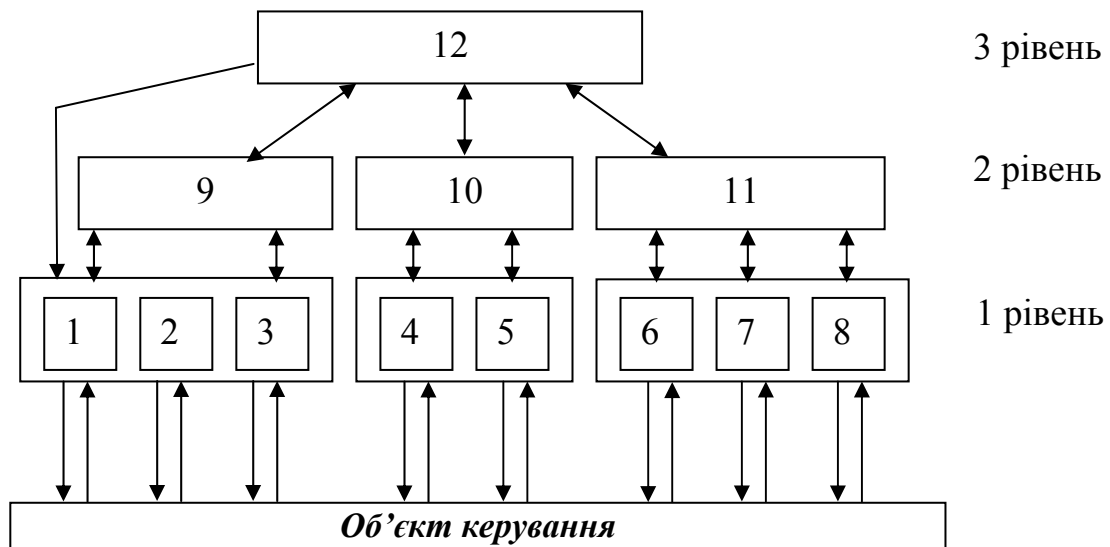 12 3 рівень
9 10 11 2 рівень
1 2 3 4 5 6 7 8 1 рівень
Об’єкт керування